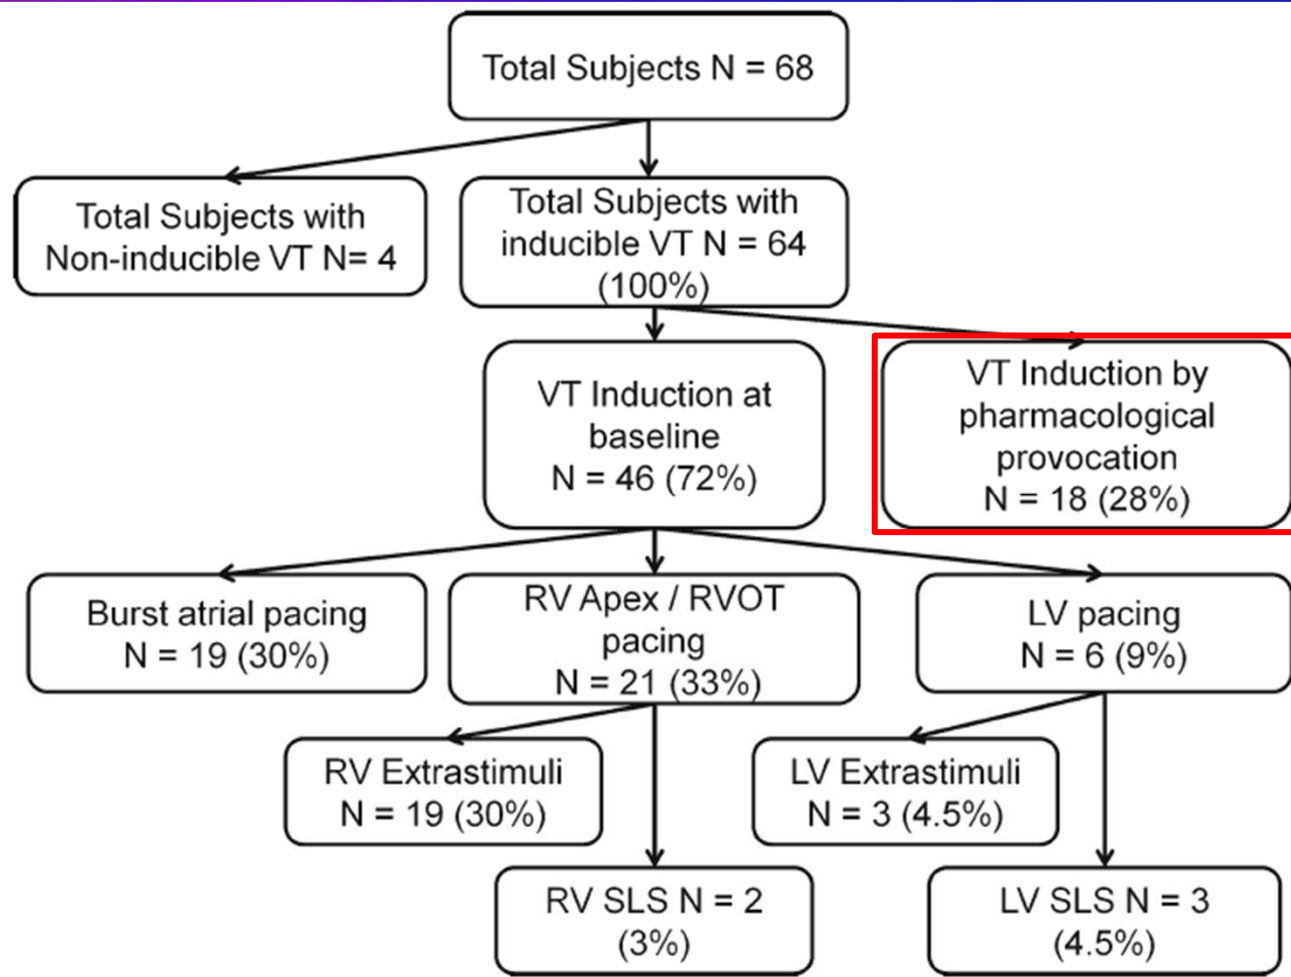 Total Subjects N = 68
Total Subjects with
Non-inducible VT N= 4
Total Subjects with
inducible VT N = 64
(100%)
VT Induction at
baseline
N = 46 (72%)
VT Induction by
pharmacological
provocation
N = 18 (28%)
Burst atrial pacing
N = 19 (30%)
RV Apex / RVOT
pacing
N = 21 (33%)
LV pacing
N = 6 (9%)
RV Extrastimuli
N = 19 (30%)
LV Extrastimuli
N = 3 (4.5%)
RV SLS N = 2
(3%)
LV SLS N = 3
(4.5%)